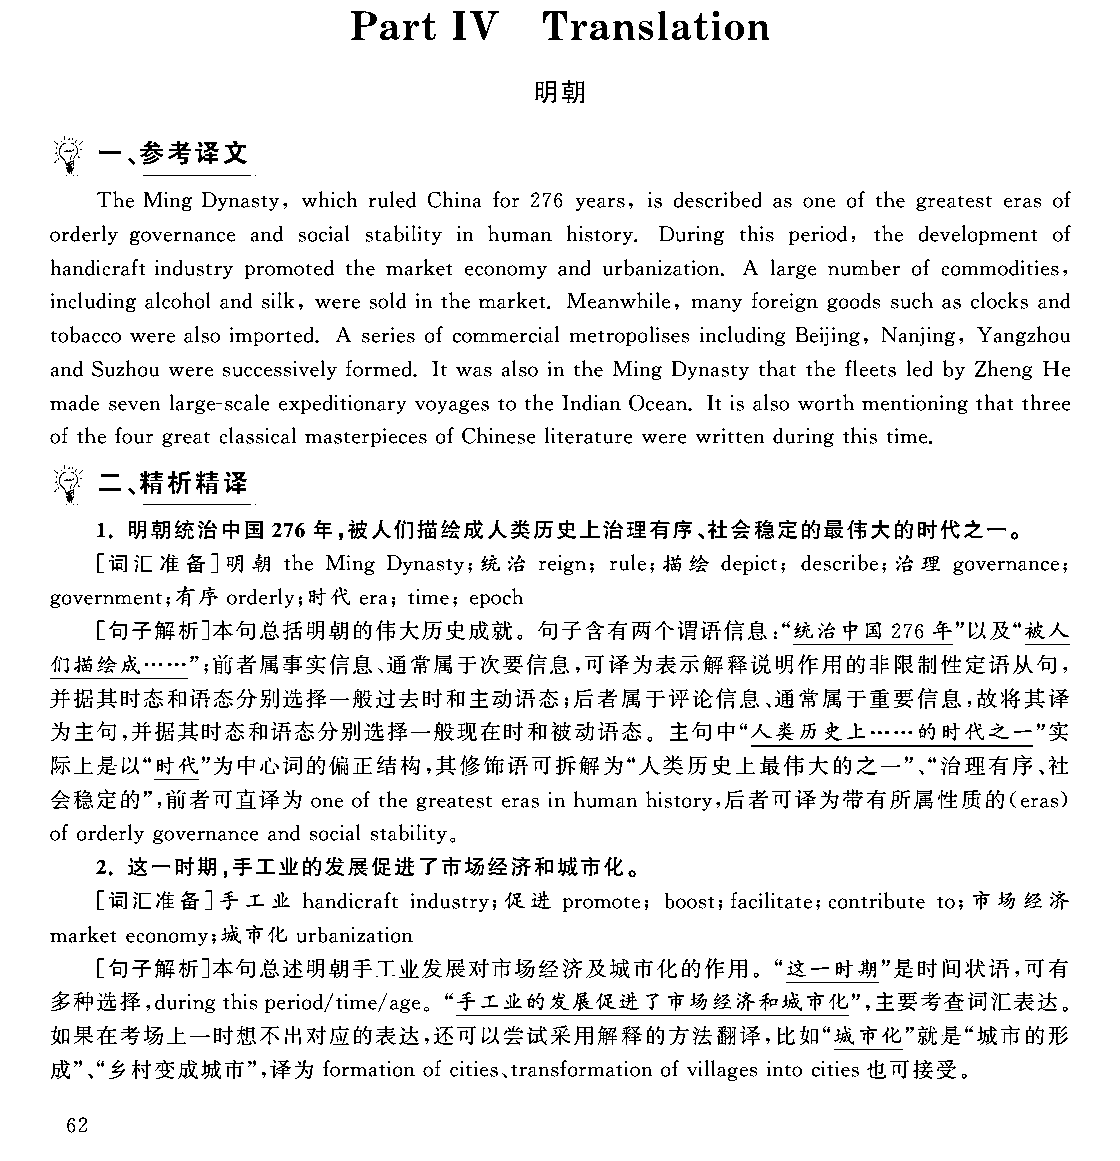 Part IV Translation
明朝
一、参考译文
The Ming Dynasty, which ruled China for 276 years, is described as one of the greatest eras of
orderly governance and social stability in human history. During this period, the development of
handicraft industry promoted the market economy and urbanization. A large number of commodities,
including alcohol and silk, were sold in the market. Meanwhile, many foreign goods such as clocks and
tobacco were also imported. A series of commercial metropolises including Beijing, Nanjing, Yangzhou
and Suzhou were successively formed. It was also in the Ming Dynasty that the fleets led by Zheng He
made seven large-scale expeditionary voyages to the Indian Ocean. It is also worth mentioning that three
of the four great classical masterpieces of Chinese literature were written during this time.
二、精析精译
1. 明朝统治中国 276 年,被人们描绘成人类历史上治理有序、社会稳定的最伟大的时代之一。
[词汇准备]明朝 the Ming Dynasty;统治 reign; rule;描绘 depict; describe;治理 governance;
government;有序 orderly;时代 era; time; epoch
[句子解析]本句总括明朝的伟大历史成就。句子含有两个谓语信息:“统治中国 276 年”以及“被人
们描绘成……”;前者属事实信息、通常属于次要信息,可译为表示解释说明作用的非限制性定语从句,
并据其时态和语态分别选择一般过去时和主动语态;后者属于评论信息、通常属于重要信息,故将其译
为主句,并据其时态和语态分别选择一般现在时和被动语态。主句中“人类历史上……的时代之一”实
际上是以“时代”为中心词的偏正结构,其修饰语可拆解为“人类历史上最伟大的之一”、“治理有序、社
会稳定的”,前者可直译为 one of the greatest eras in human history,后者可译为带有所属性质的(eras)
of orderly governance and social stability。
2. 这一时期,手工业的发展促进了市场经济和城市化。
[词汇准备]手工业 handicraft industry;促进 promote; boost; facilitate; contribute to;市场经济
market economy;城市化 urbanization
[句子解析]本句总述明朝手工业发展对市场经济及城市化的作用。“这一时期”是时间状语,可有
多种选择,during this period/time/age。“手工业的发展促进了市场经济和城市化”,主要考查词汇表达。
如果在考场上一时想不出对应的表达,还可以尝试采用解释的方法翻译,比如“城市化”就是“城市的形
成”、“乡村变成城市”,译为 formation of cities、transformation of villages into cities 也可接受。
62